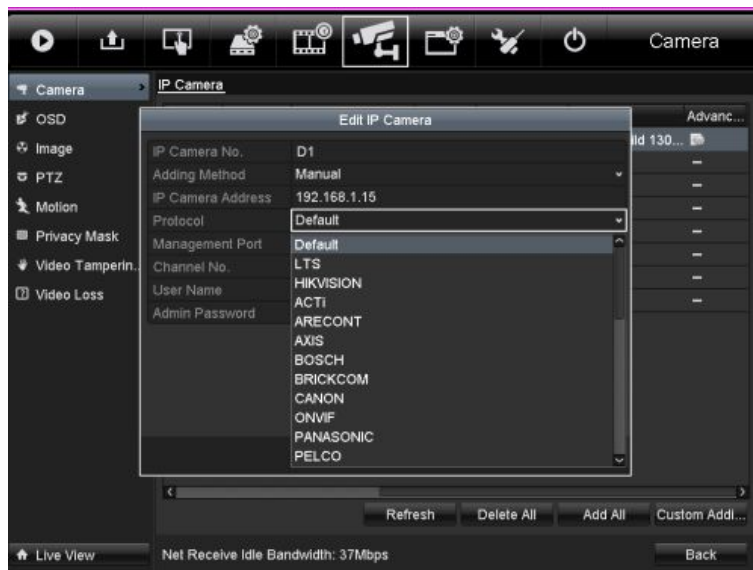 Camera
Camera
OSD
Image
PTZ
Motion
Privacy Mask
Video Tamperin..
Video Loss
Live View
IP Camera
Advanc...
ild 130...
Edit IP Camera
IP Camera No. D1
Adding Method Manual
IP Camera Address 192.168.1.15
Protocol Default
Management Port
Channel No.
User Name
Admin Password
Default
LTS
HIKVISION
ACTi
ARECONT
AXIS
BOSCH
BRICKCOM
CANON
ONVIF
PANASONIC
PELCO
Refresh Delete All Add All Custom Addi...
Net Receive Idle Bandwidth: 37Mbps
Back